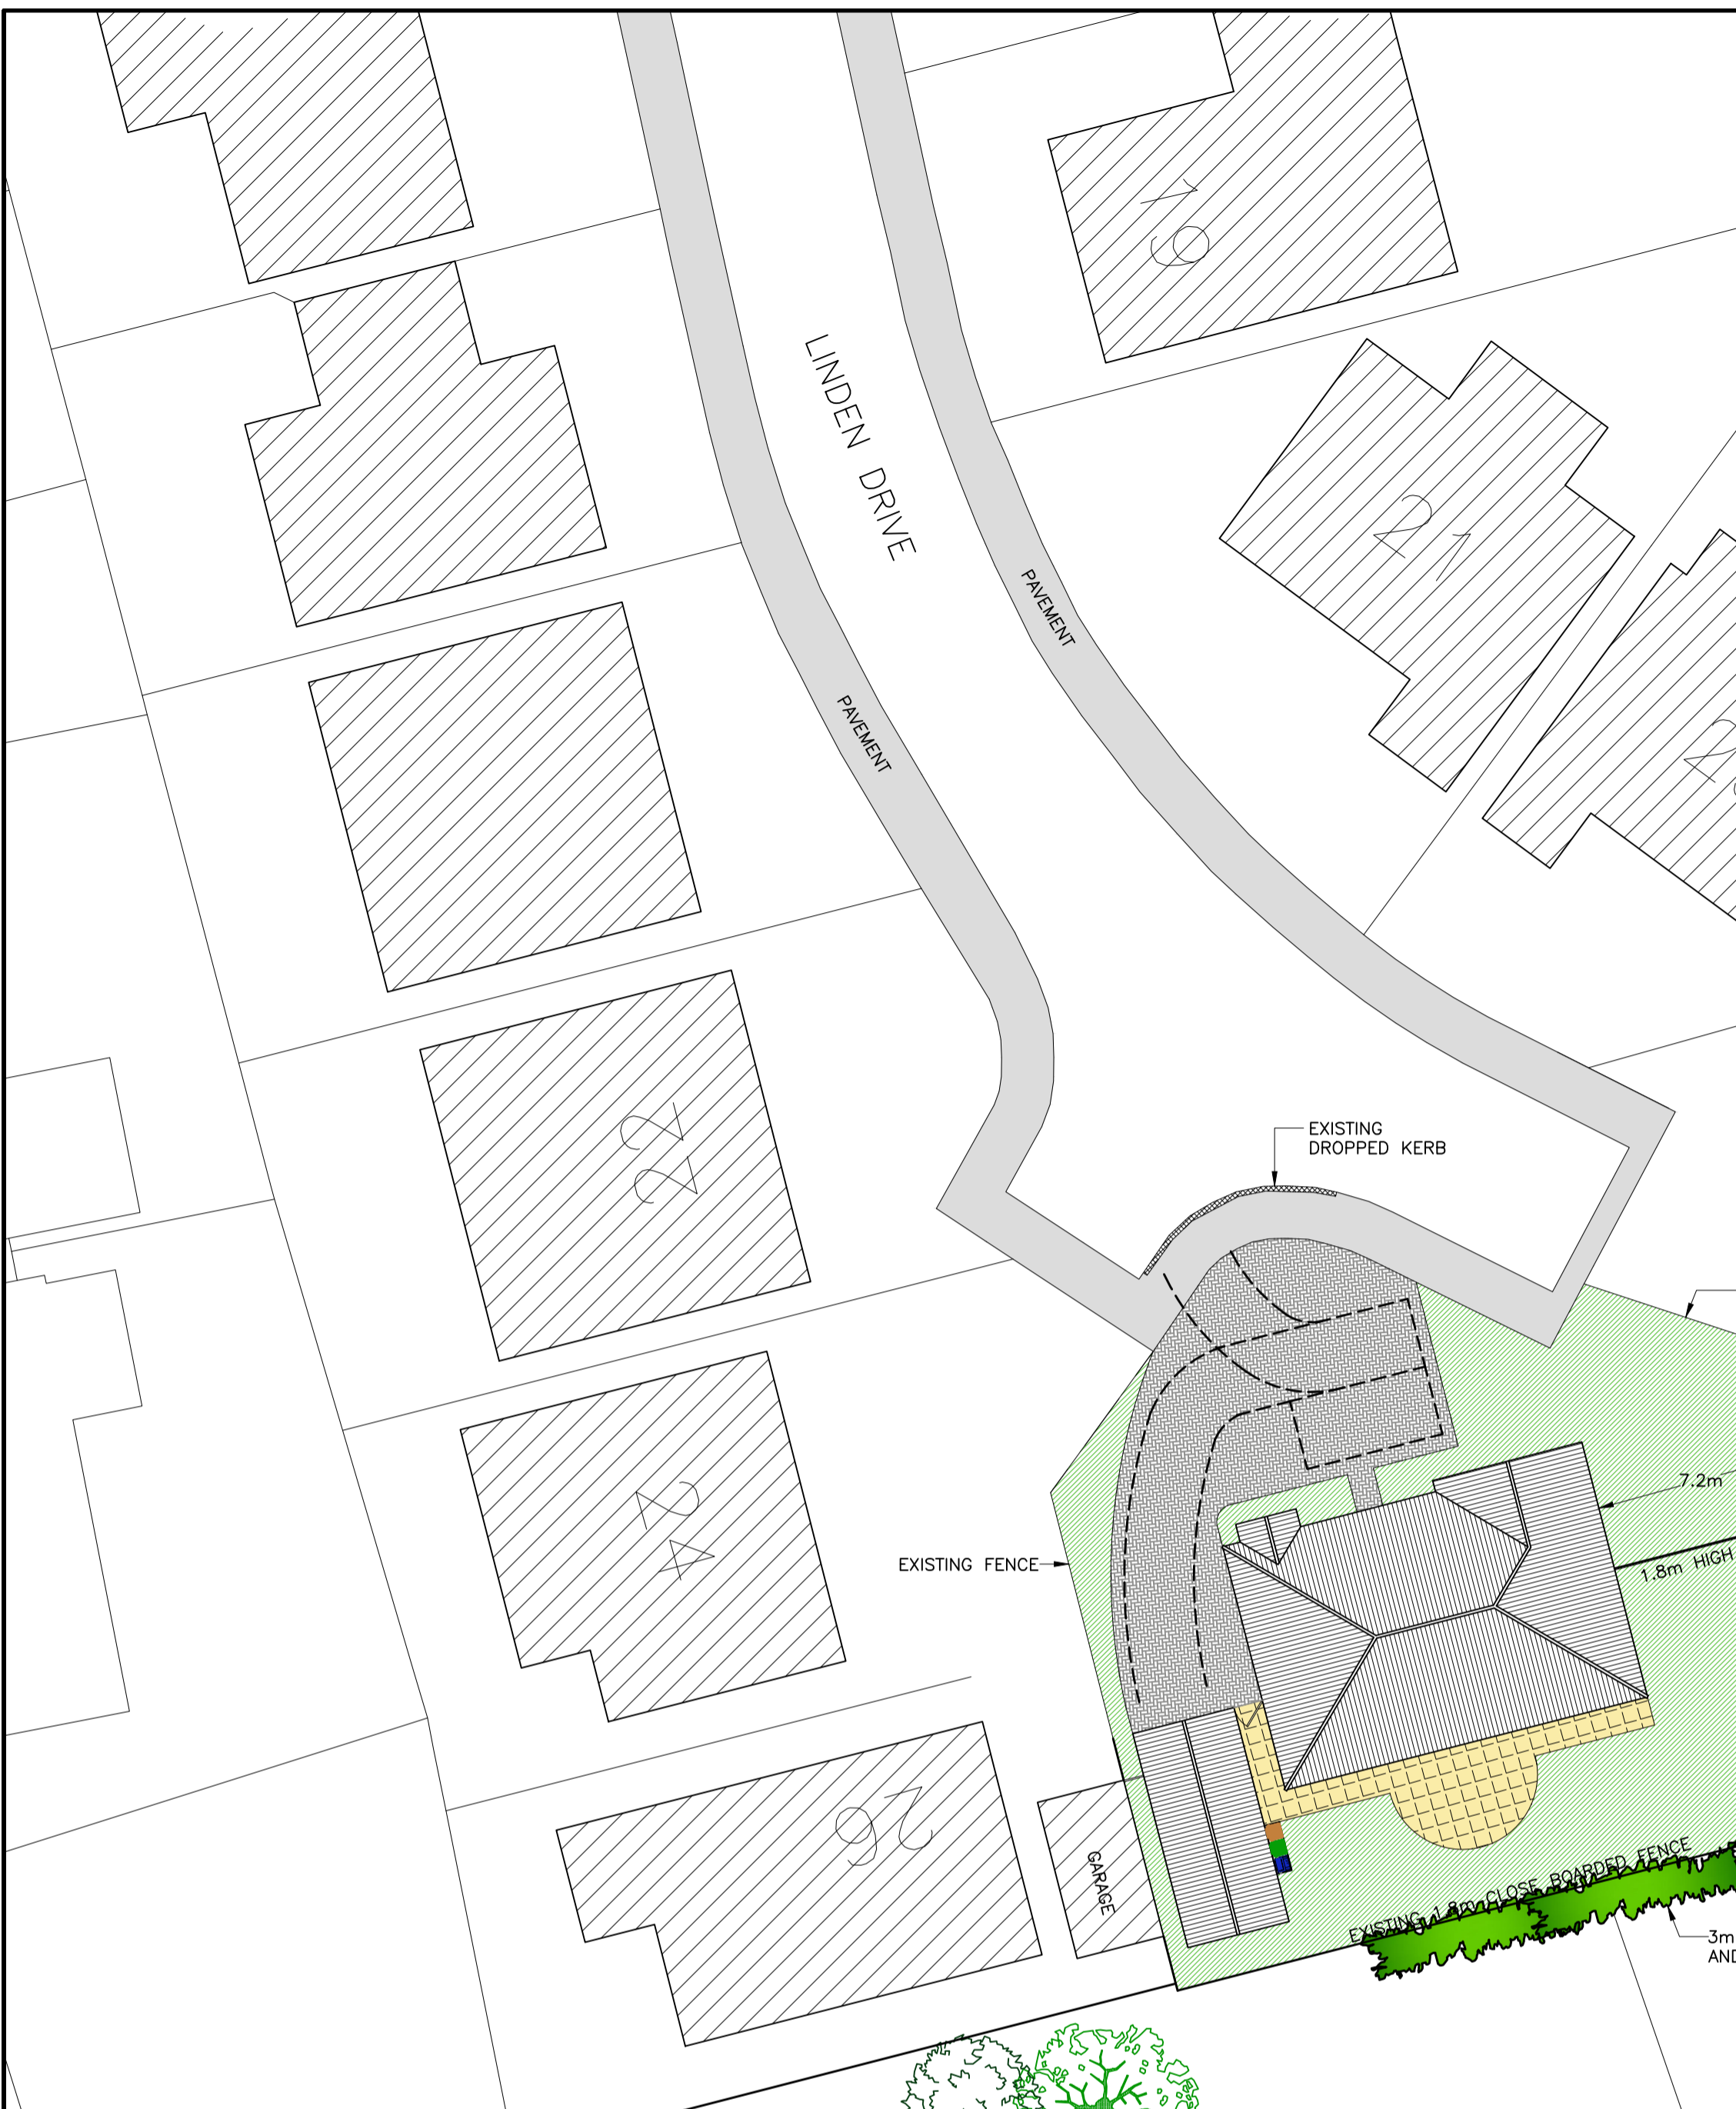 19
LINDEN DRIVE
21
PAVEMENT
PAVEMENT
22
EXISTING
DROPPED KERB
24
7.2m
EXISTING FENCE
1.8m HIGH
26
GARAGE
EXISTING 1.8m CLOSE BOARDED FENCE
3m